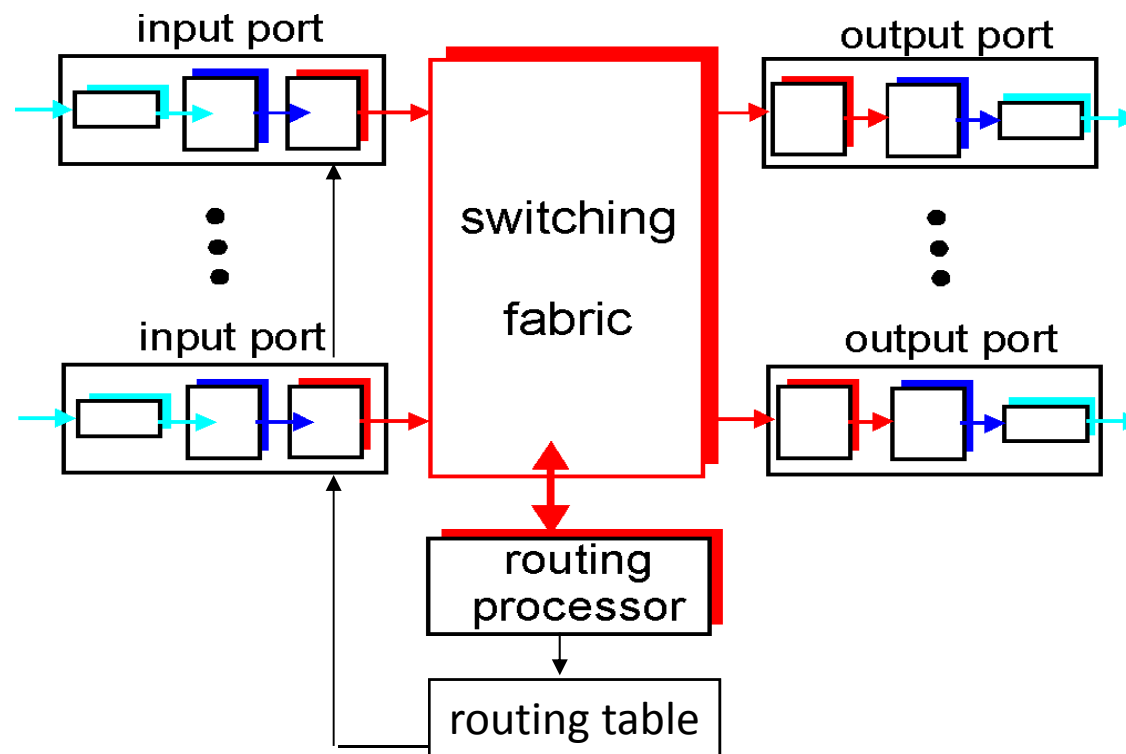 input port
output port
switching
fabric
input port
output port
routing
processor
routing table